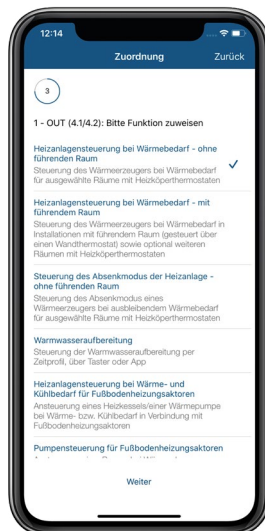 12:14
Zuordnung
Zurück
3
1 - OUT (4.1/4.2): Bitte Funktion zuweisen
Heizanlagensteuerung bei Wärmebedarf - ohne
führenden Raum
Steuerung des Wärmeerzeugers bei Wärmebedarf
für ausgewählte Räume mit Heizköperthermostaten
Heizanlagensteuerung bei Wärmebedarf - mit
führendem Raum
Steuerung des Wärmeerzeugers bei Wärmebedarf in
Installationen mit führendem Raum (gesteuert über
einen Wandthermostat) sowie optional weiteren
Räumen mit Heizköperthermostaten
Steuerung des Absenkmodus der Heizanlage -
ohne führenden Raum
Steuerung des Absenkmodus eines
Wärmeerzeugers bei ausbleibendem Wärmebedarf
für ausgewählte Räume mit Heizköperthermostaten
Warmwasseraufbereitung
Steuerung der Warmwasseraufbereitung per
Zeitprofil, über Taster oder App
Heizanlagensteuerung bei Wärme- und
Kühlbedarf für Fußbodenheizungsaktoren
Ansteuerung eines Heizkessels/einer Wärmepumpe
bei Wärme- bzw. Kühlbedarf in Verbindung mit
Fußbodenheizungsaktoren
Pumpensteuerung für Fußbodenheizungsaktoren
Weiter